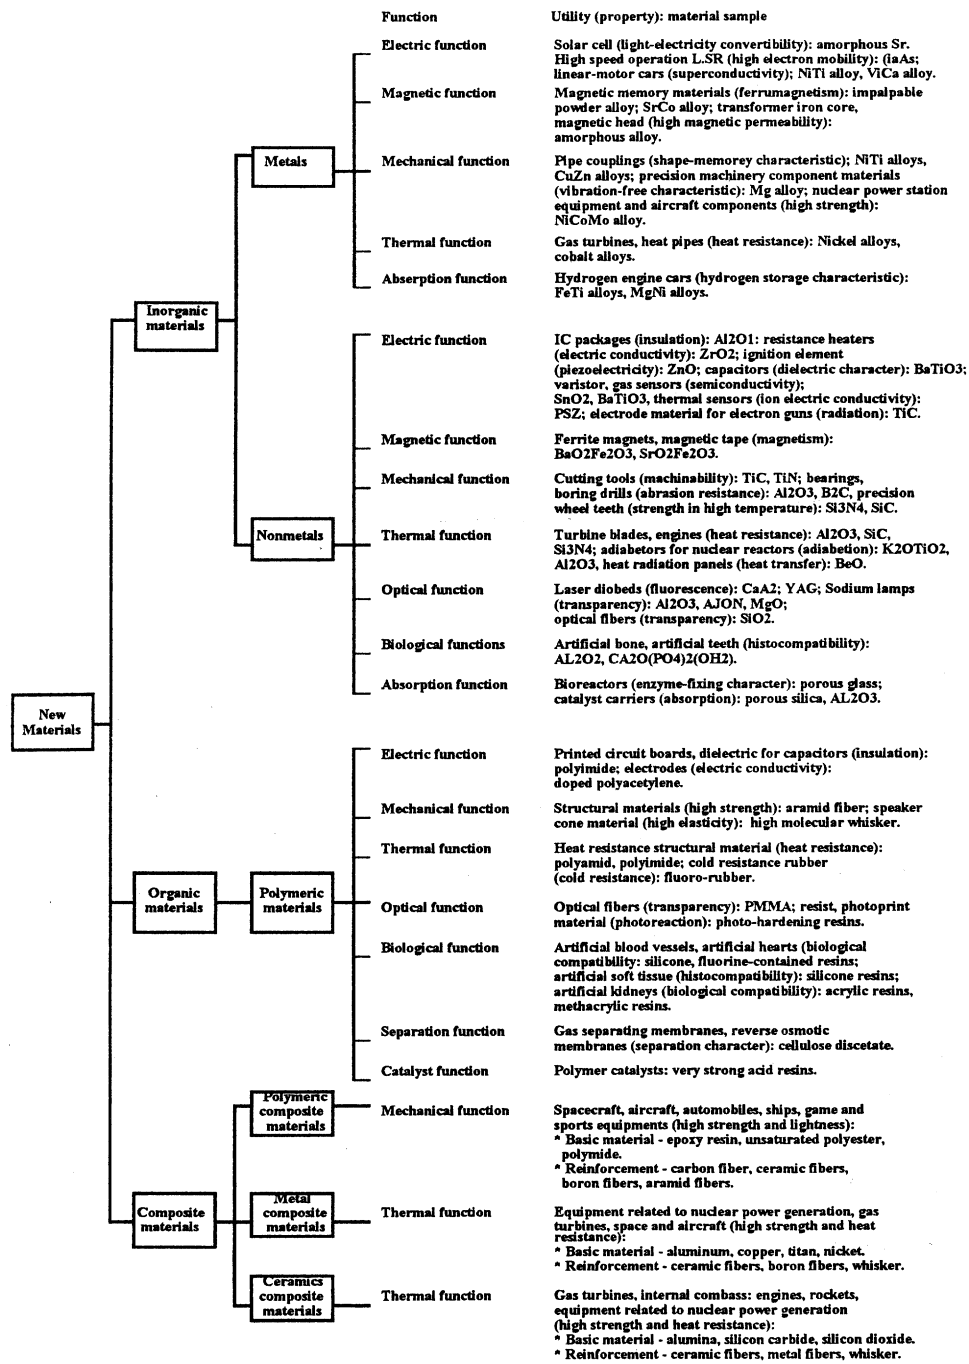 Function Utility (property): material sample
Electric function Solar cell (light-electricity convertibility): amorphous Sr.
High speed operation L.SR (high electron mobility): (iaAs;
linear-motor cars (superconductivity); NiTi alloy, ViCa alloy.
Magnetic function Magnetic memory materials (ferrumagnetism): impalpable
powder alloy; SrCo alloy; transformer iron core,
magnetic head (high magnetic permeability):
amorphous alloy.
Metals
Mechanical function Pipe couplings (shape-memorey characteristic); NiTi alloys,
CuZn alloys; precision machinery component materials
(vibration-free characteristic): Mg alloy; nuclear power station
equipment and aircraft components (high strength):
NiCoMo alloy.
Thermal function Gas turbines, heat pipes (heat resistance): Nickel alloys,
cobalt alloys.
Abserption function Hydrogen engine cars (hydrogen storage characteristic):
FeTi alloys, MgNi alloys.
Inorganic
materials
Electric function IC packages (insulation): Al2O1: resistance heaters
(electric conductivity): ZrO2; ignition element
(piezoelectricity): ZnO; capacitors (dielectric character): BaTiO3;
varistor, gas sensors (semiconductivity);
SnO2, BaTiO3, thermal sensors (ion electric conductivity):
PSZ; electrode material for electron guns (radiation): TiC.
Magnetic function Ferrite magnets, magnetic tape (magnetism):
BaO2Fe2O3, SrO2Fe2O3.
Mechanical function Cutting tools (machinability): TiC, TiN; bearings,
boring drills (abrasion resistance): Al2O3, B2C, precision
wheel teeth (strength in high temperature): Si3N4, SiC.
Nonmetals
Thermal function Turbine blades, engines (heat resistance): Al2O3, SiC,
Si3N4; adiabetors for nuclear reactors (adiabetion): K2OTiO2,
Al2O3, heat radiation panels (heat transfer): BeO.
Optical function Laser diobeds (fluorescence): CaA2; YAG; Sodium lamps
(transparency): Al2O3, AJON, MgO;
optical fibers (transparency): SiO2.
Biological functions Artificial bone, artificial teeth (histocompatibility):
AL2O2, CA2O(PO4)2(OH2).
Absorption function Bioreactors (enzyme-fixing character): porous glass;
catalyst carriers (absorption): porous silica, AL2O3.
New
Materials
Electric function Printed circuit boards, dielectric for capacitors (insulation):
polyimide; electrodes (electric conductivity):
doped polyacetylene.
Mechanical function Structural materials (high strength): aramid fiber; speaker
cone material (high elasticity): high molecular whisker.
Thermal function Heat resistance structural material (heat resistance):
polyamid, polyimide; cold resistance rubber
(cold resistance): fluoro-rubber.
Organic
materials
Polymeric
materials
Optical function Optical fibers (transparency): PMMA; resist, photoprint
material (photoreaction): photo-hardening resins.
Biological function Artificial blood vessels, artificial hearts (biological
compatibility: silicone, fluorine-contained resins;
artificial soft tissue (histocompatibility): silicone resins;
artificial kidneys (biological compatibility): acrylic resins,
methacrylic resins.
Separation function Gas separating membranes, reverse osmotic
membranes (separation character): cellulose discetate.
Catalyst function Polymer catalysts: very strong acid resins.
Polymeric
composite
materials
Mechanical function Spacecraft, aircraft, automobiles, ships, game and
sports equipments (high strength and lightness):
* Basic material - epoxy resin, unsaturated polyester,
polymide.
* Reinforcement - carbon fiber, ceramic fibers,
boron fibers, aramid fibers.
Composite
materials
Metal
composite
materials
Thermal function Equipment related to nuclear power generation, gas
turbines, space and aircraft (high strength and heat
resistance):
* Basic material - aluminum, copper, titan, nicket.
* Reinforcement - ceramic fibers, boron fibers, whisker.
Ceramics
composite
materials
Thermal function Gas turbines, internal combass: engines, rockets,
equipment related to nuclear power generation
(high strength and heat resistance):
* Basic material - alumina, silicon carbide, silicon dioxide.
* Reinforcement - ceramic fibers, metal fibers, whisker.